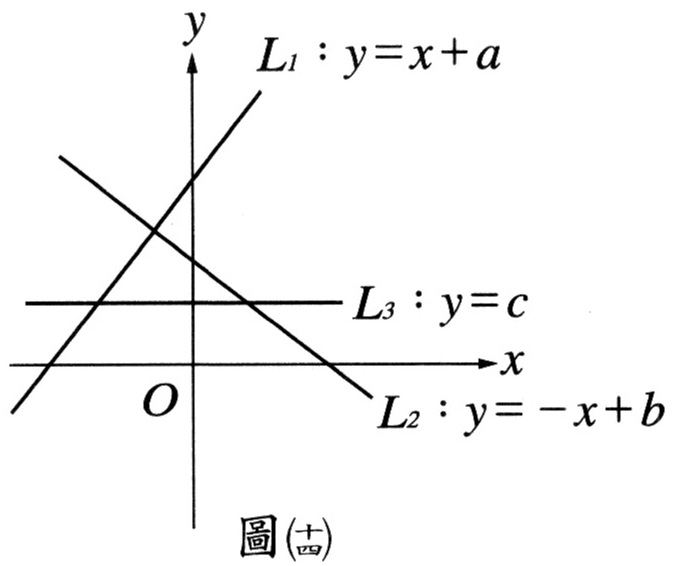 y
L₁：y=x+a
L₃：y=c
x
O
L₂：y=-x+b
圖(十四)